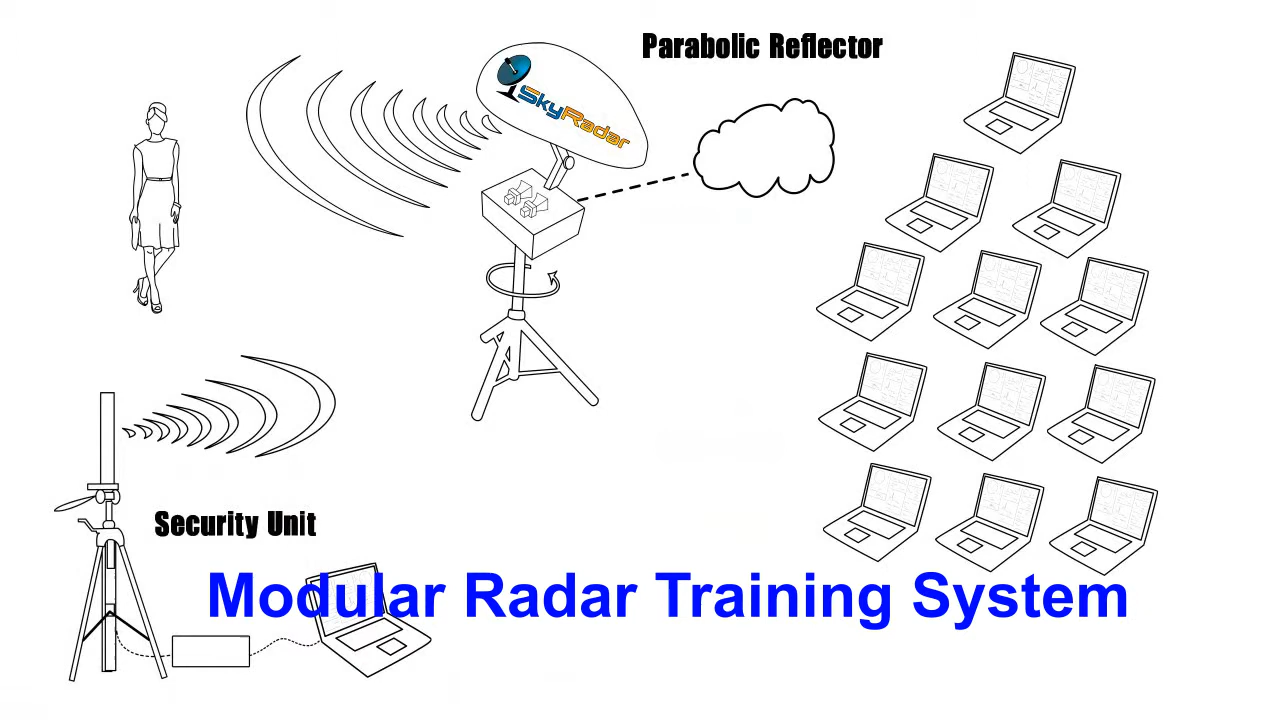 Parabolic Reflector
SkyRadar
Security Unit
Modular Radar Training System